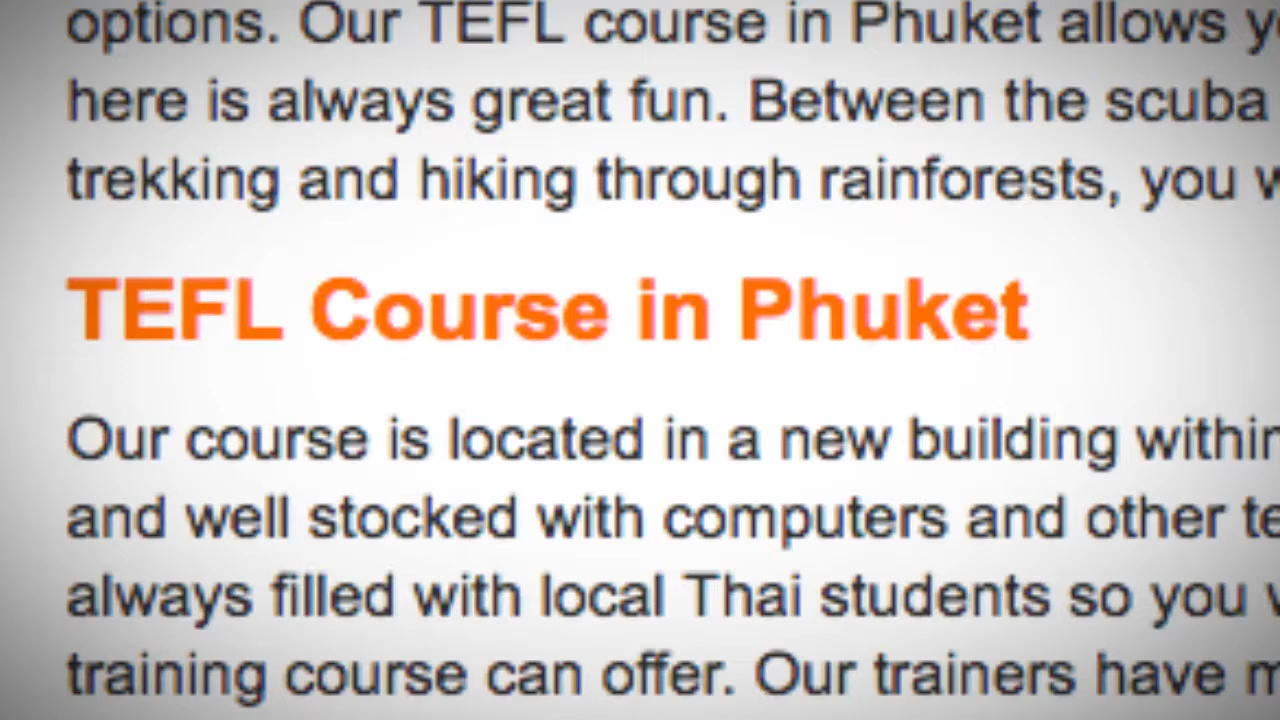 options. Our TEFL course in Phuket allows
here is always great fun. Between the scuba
trekking and hiking through rainforests, you
TEFL Course in Phuket
Our course is located in a new building
and well stocked with computers and other
always filled with local Thai students so you
training course can offer. Our trainers have